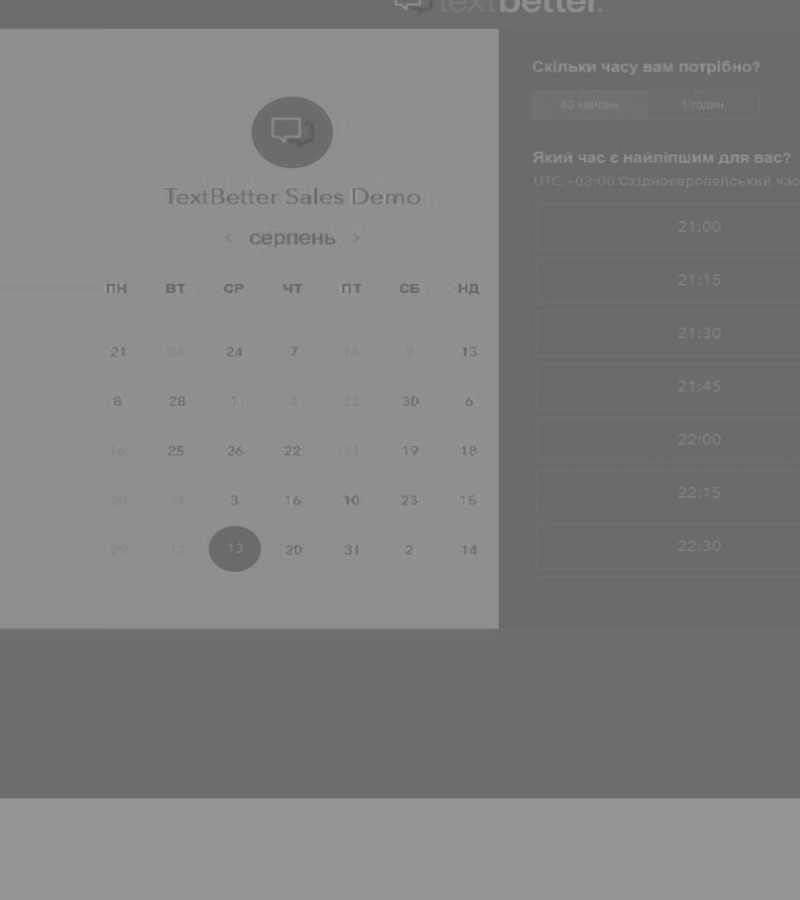 textbetter.
TextBetter Sales Demo
‹ серпень ›
ПН ВТ СР ЧТ ПТ СБ НД
21 24 24 7 16 9 13
8 28 1 4 23 30 6
16 25 26 22 11 19 18
20 31 3 16 10 23 15
29 12 13 20 31 2 14
Скільки часу вам потрібно?
40 хвилин 1 годин
Який час є найліпшим для вас?
UTC +03:00 Східноєвропейський час
21:00
21:15
21:30
21:45
22:00
22:15
22:30